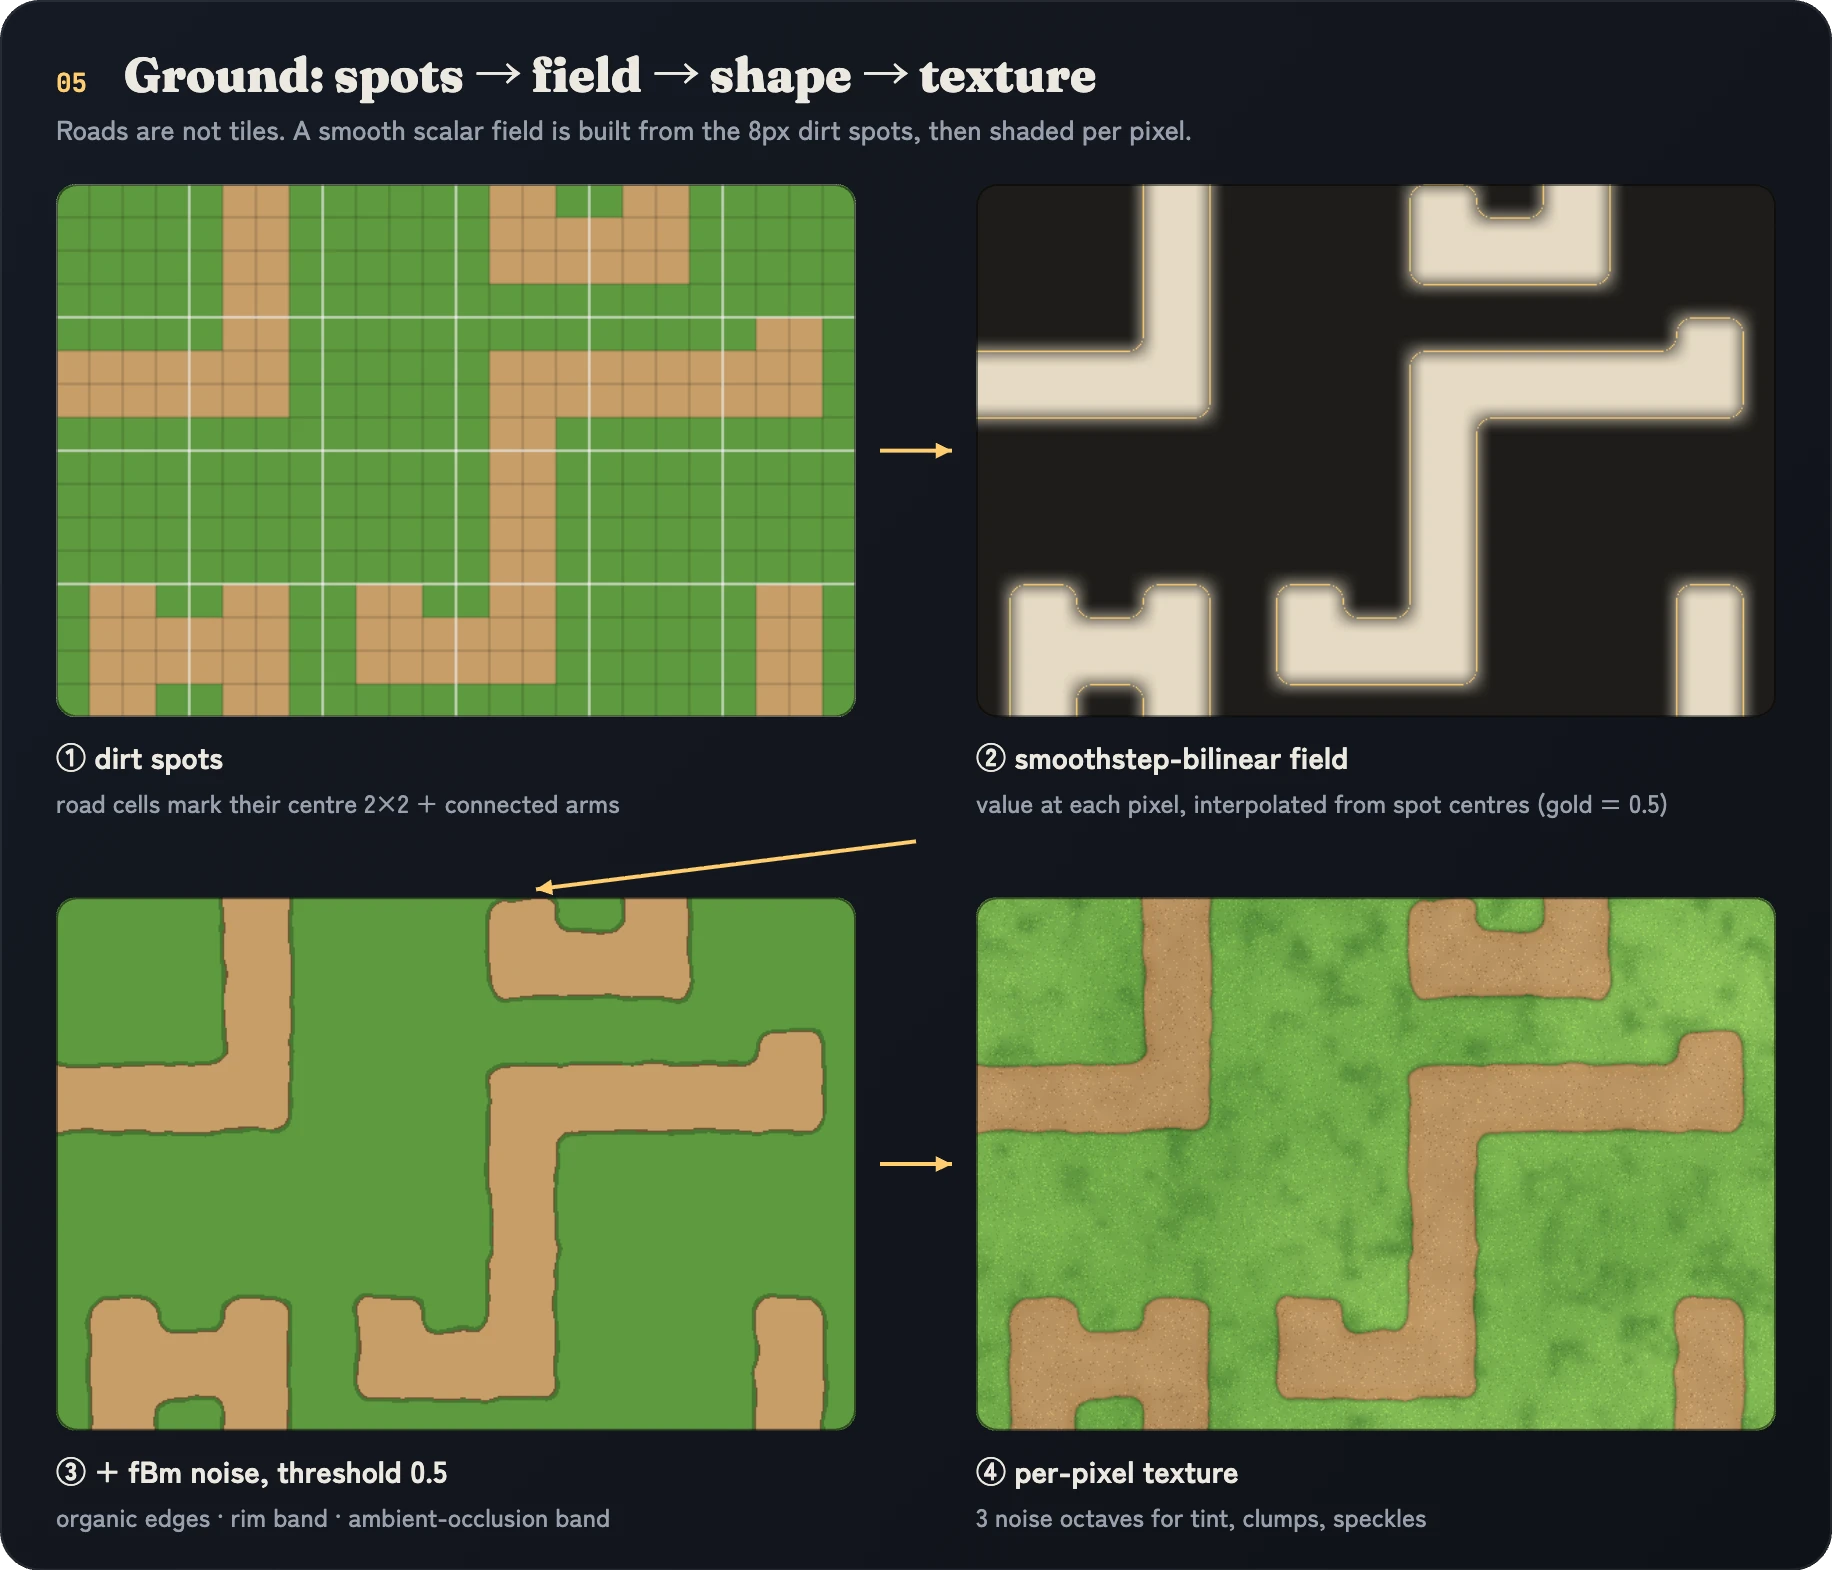 05 Ground: spots → field → shape → texture
Roads are not tiles. A smooth scalar field is built from the 8px dirt spots, then shaded per pixel.
① dirt spots
road cells mark their centre 2×2 + connected arms
② smoothstep-bilinear field
value at each pixel, interpolated from spot centres (gold = 0.5)
③ + fBm noise, threshold 0.5
organic edges · rim band · ambient-occlusion band
④ per-pixel texture
3 noise octaves for tint, clumps, speckles